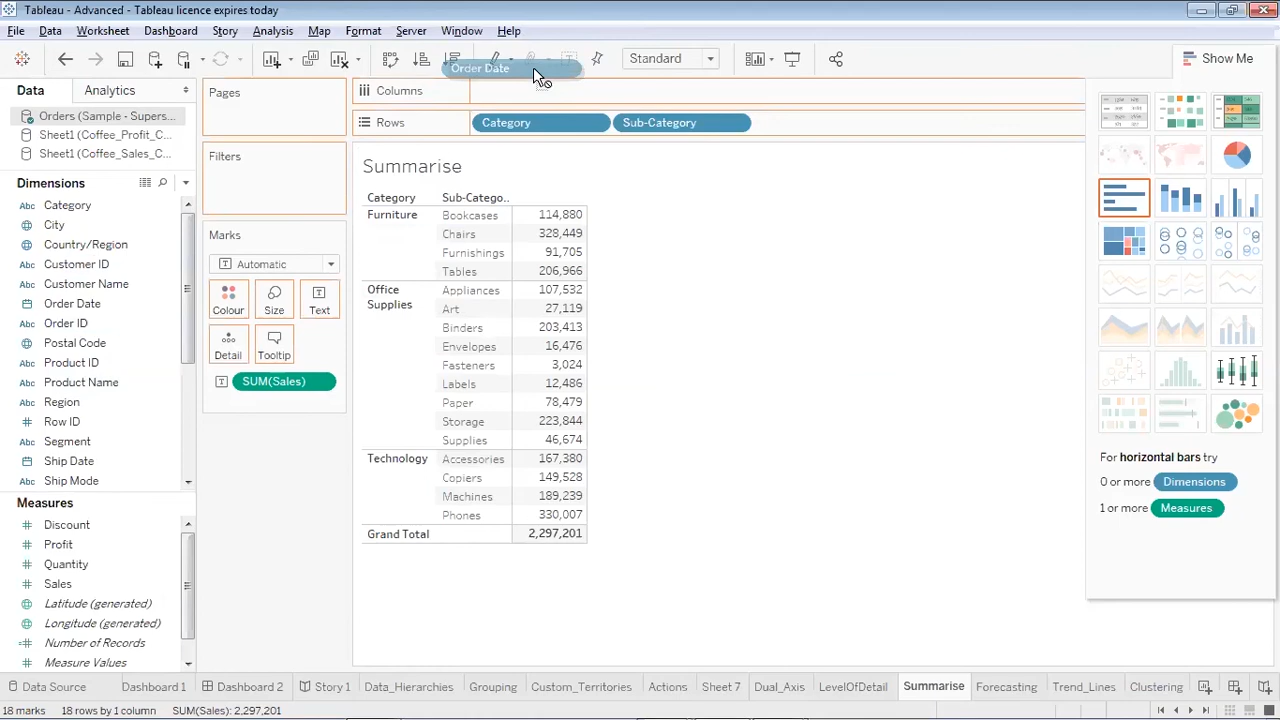 Tableau - Advanced - Tableau licence expires today
File Data Worksheet Dashboard Story Analysis Map Format Server Window Help
Standard
Show Me
Order Date
Data Analytics
Pages
Columns
Orders (Sample - Supers...
Sheet1 (Coffee_Profit_C...
Sheet1 (Coffee_Sales_C...
Rows Category Sub-Category
Filters
Summarise
Dimensions
Abc Category
City
Country/Region
Abc Customer ID
Abc Customer Name
Order Date
Abc Order ID
Postal Code
Abc Product ID
Abc Product Name
Abc Region
Row ID
Abc Segment
Abc Ship Date
Abc Ship Mode
Measures
Discount
Profit
Quantity
Sales
Latitude (generated)
Longitude (generated)
Number of Records
Measure Values
Marks
Automatic
Colour Size Text
Detail Tooltip
SUM(Sales)
Category Sub-Catego..
Furniture Bookcases 114,880
Chairs 328,449
Furnishings 91,705
Tables 206,966
Office Supplies Appliances 107,532
Art 27,119
Binders 203,413
Envelopes 16,476
Fasteners 3,024
Labels 12,486
Paper 78,479
Storage 223,844
Supplies 46,674
Technology Accessories 167,380
Copiers 149,528
Machines 189,239
Phones 330,007
Grand Total 2,297,201
For horizontal bars try
0 or more Dimensions
1 or more Measures
Data Source Dashboard 1 Dashboard 2 Story 1 Data_Hierarchies Grouping Custom_Territories Actions Sheet 7 Dual_Axis LevelOfDetail Summarise Forecasting Trend_Lines Clustering
18 marks 18 rows by 1 column SUM(Sales): 2,297,201